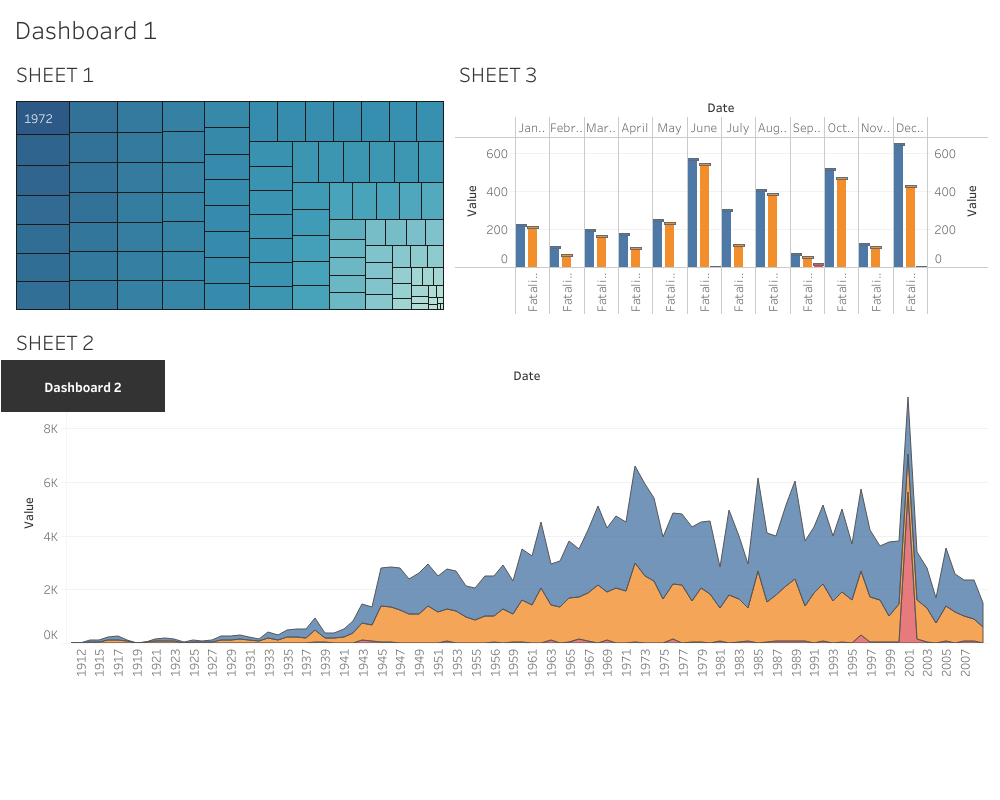 Dashboard 1
SHEET 1
1972
SHEET 3
Date
Jan.. Febr.. Mar.. April May June July Aug.. Sep.. Oct.. Nov.. Dec..
Value
600
400
200
0
600
400
200
0
Value
Fatali.. Fatali.. Fatali.. Fatali.. Fatali.. Fatali.. Fatali.. Fatali.. Fatali.. Fatali.. Fatali.. Fatali..
SHEET 2
Dashboard 2
Date
Value
8K
6K
4K
2K
0K
1912 1915 1917 1919 1921 1923 1925 1927 1929 1931 1933 1935 1937 1939 1941 1943 1945 1947 1949 1951 1953 1955 1956 1959 1961 1963 1965 1967 1969 1971 1973 1975 1977 1979 1981 1983 1985 1987 1989 1991 1993 1995 1997 1999 2001 2003 2005 2007